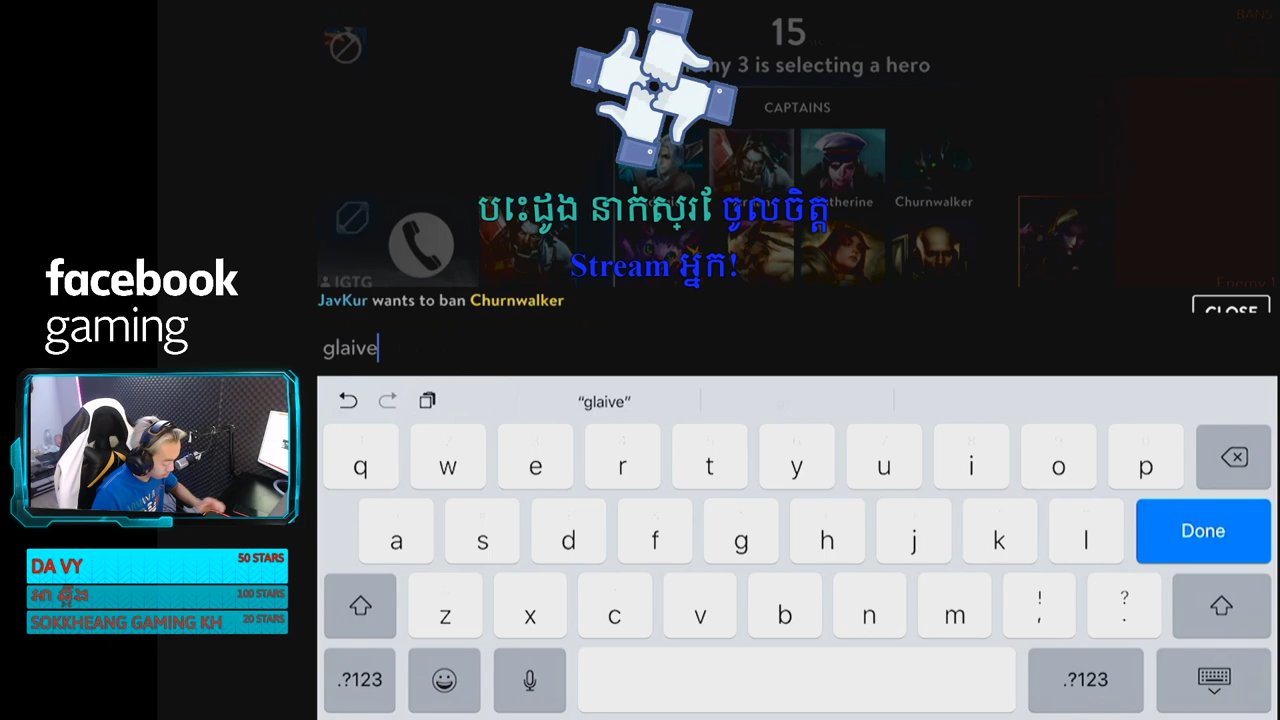 BANS
15
my 3 is selecting a hero
CAPTAINS
atherine
Churnwalker
បះដូង នាក់ស្រី ចូលចិត្ត
Stream អ្នក!
IGTG
JavKur wants to ban Churnwalker
CLOSE
glaive
facebook
gaming
"glaive"
q w e r t y u i o p
a s d f g h j k l
Done
z x c v b n m ! , ? .
.?123
.?123
DA VY
50 STARS
100 STARS
SOKKHEANG GAMING KH
20 STARS